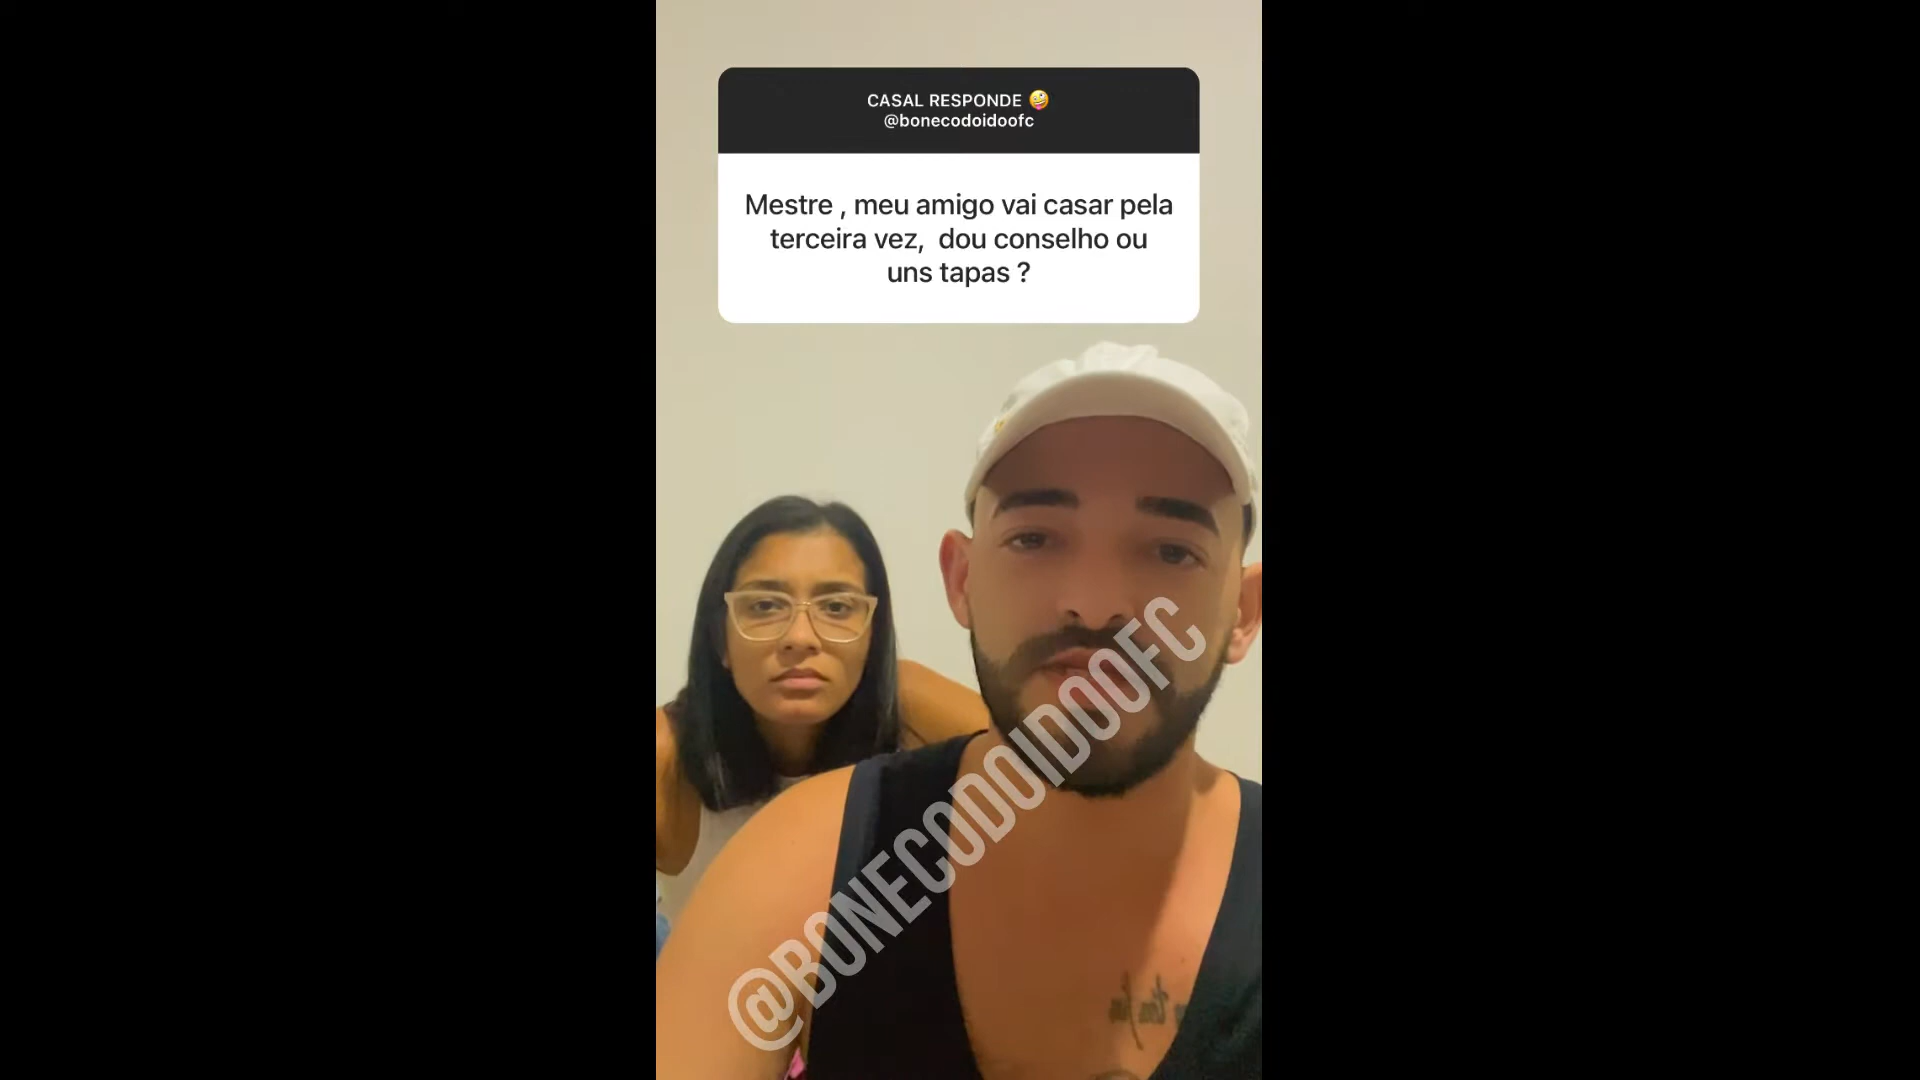 CASAL RESPONDE 🤪
@bonecodoidoofc
Mestre , meu amigo vai casar pela
terceira vez,  dou conselho ou
uns tapas ?
@BONECODOIDOOFC